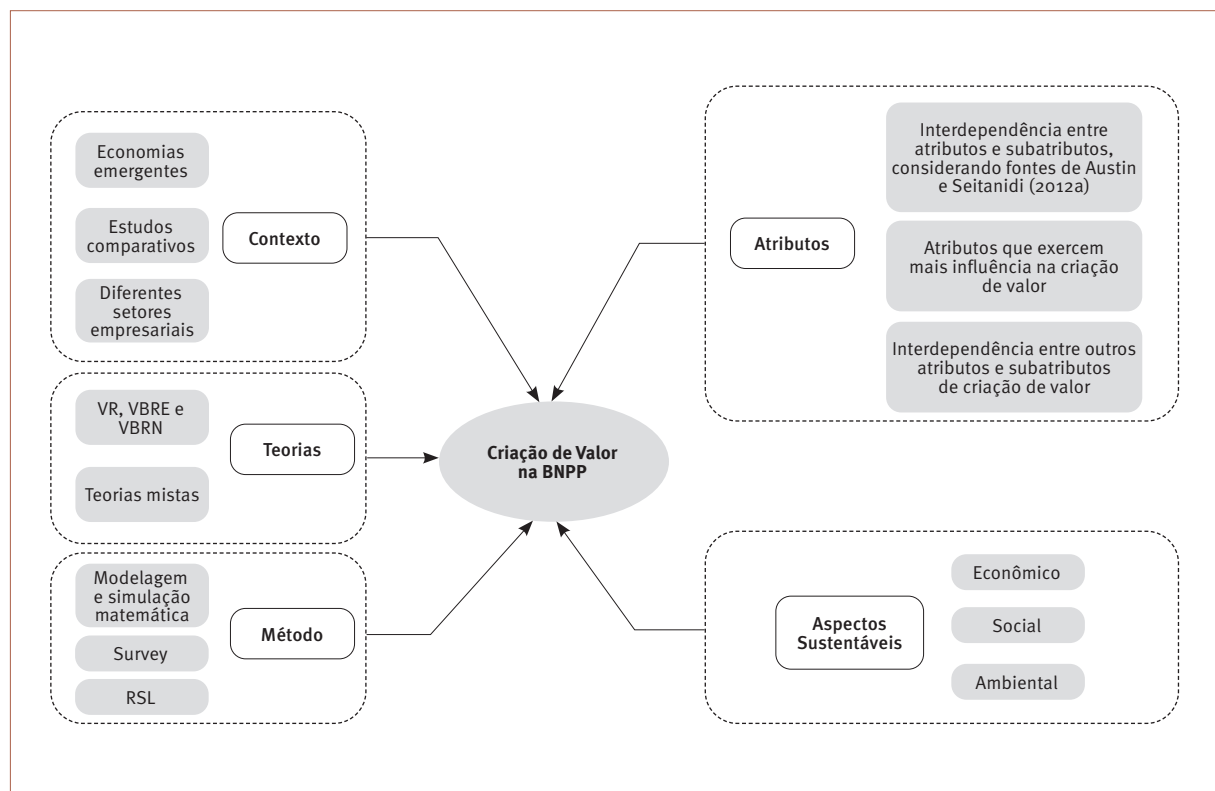 Economias
emergentes
Estudos
comparativos
Diferentes
setores
empresariais
Contexto
VR, VBRE e
VBRN
Teorias mistas
Teorias
Modelagem
e simulação
matemática
Survey
RSL
Método
Criação de Valor
na BNPP
Atributos
Interdependência entre
atributos e subatributos,
considerando fontes de Austin
e Seitanidi (2012a)
Atributos que exercem
mais influência na criação
de valor
Interdependência entre outros
atributos e subatributos
de criação de valor
Aspectos
Sustentáveis
Econômico
Social
Ambiental